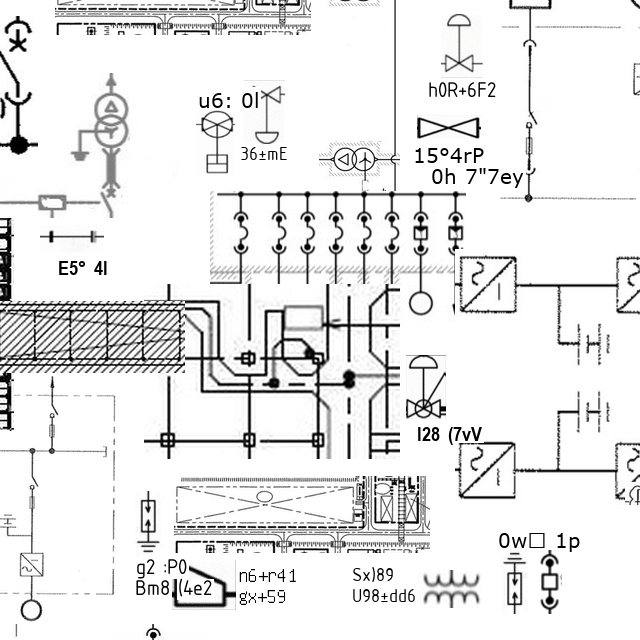 h0R+6F2
u6: 0l
36±mE
15°4rP
0h 7"7ey
E5° 4l
I28 (7vV
0w□ 1p
g2 :P0
Bm8 (4e2
n6+r41
gx+59
Sx)89
U98±dd6